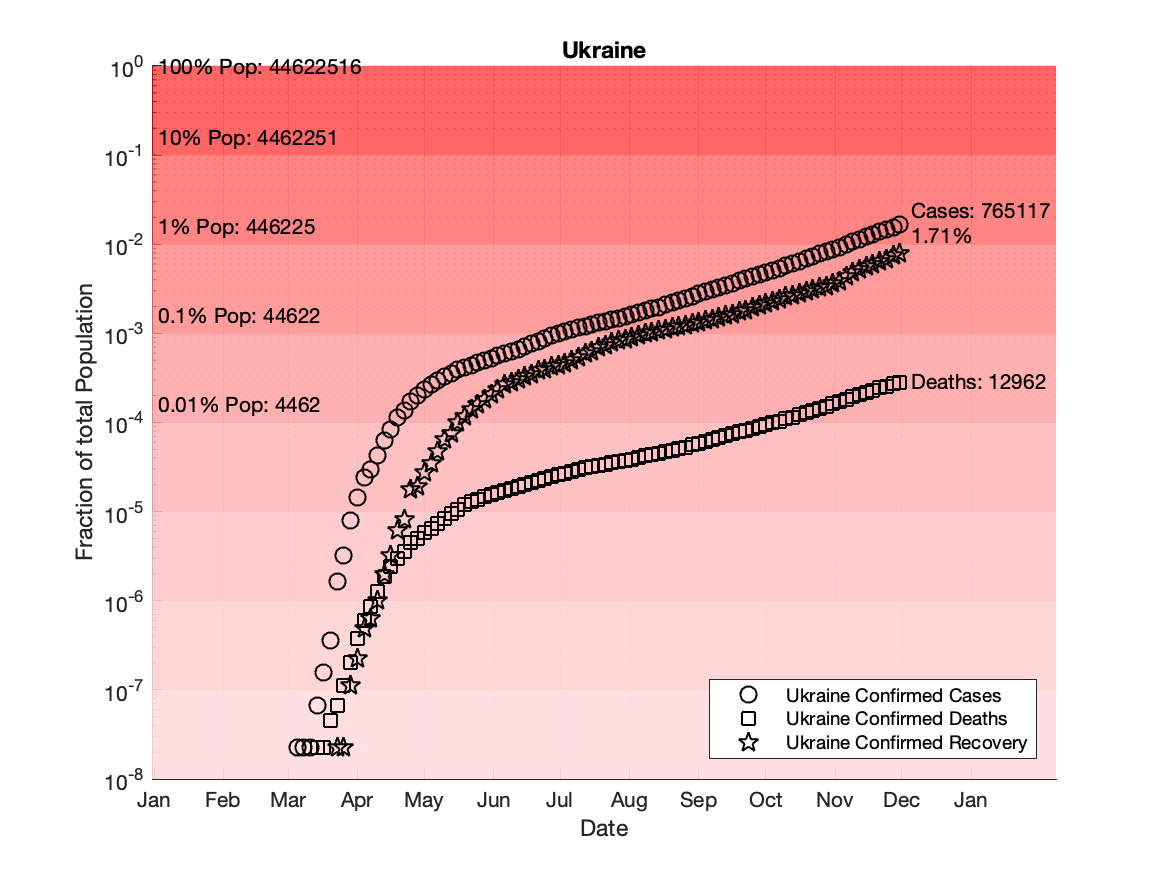 Ukraine
10^0
100% Pop: 44622516
10% Pop: 4462251
10^-1
Cases: 765117
1% Pop: 446225
1.71%
10^-2
0.1% Pop: 44622
10^-3
Deaths: 12962
0.01% Pop: 4462
10^-4
10^-5
10^-6
10^-7
10^-8
Fraction of total Population
Ukraine Confirmed Cases
Ukraine Confirmed Deaths
Ukraine Confirmed Recovery
Jan Feb Mar Apr May Jun Jul Aug Sep Oct Nov Dec Jan
Date